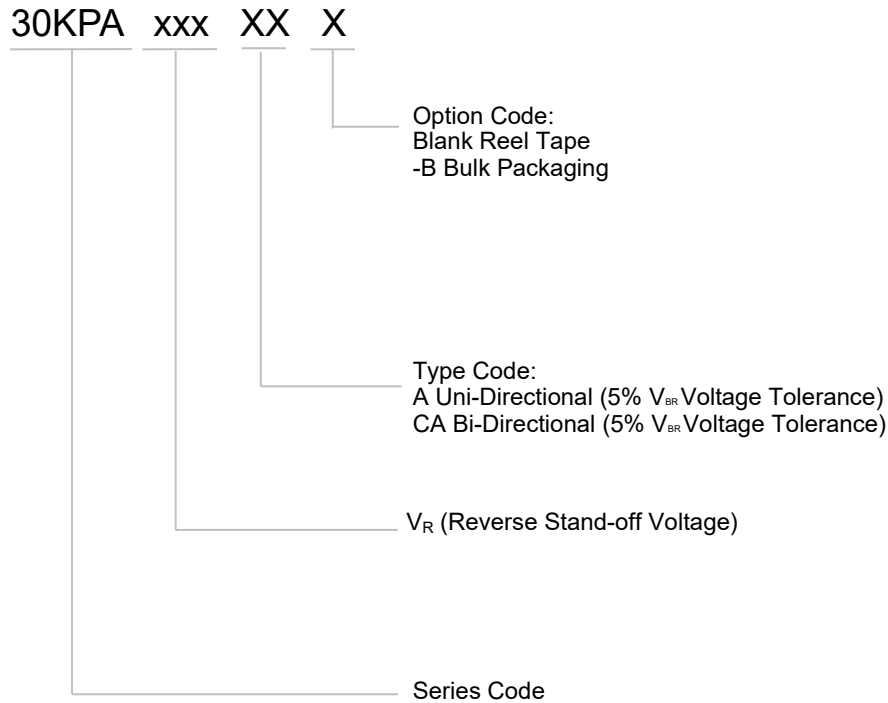 30KPA xxx XX X
Option Code:
Blank Reel Tape
-B Bulk Packaging
Type Code:
A Uni-Directional (5% VBR Voltage Tolerance)
CA Bi-Directional (5% VBR Voltage Tolerance)
VR (Reverse Stand-off Voltage)
Series Code